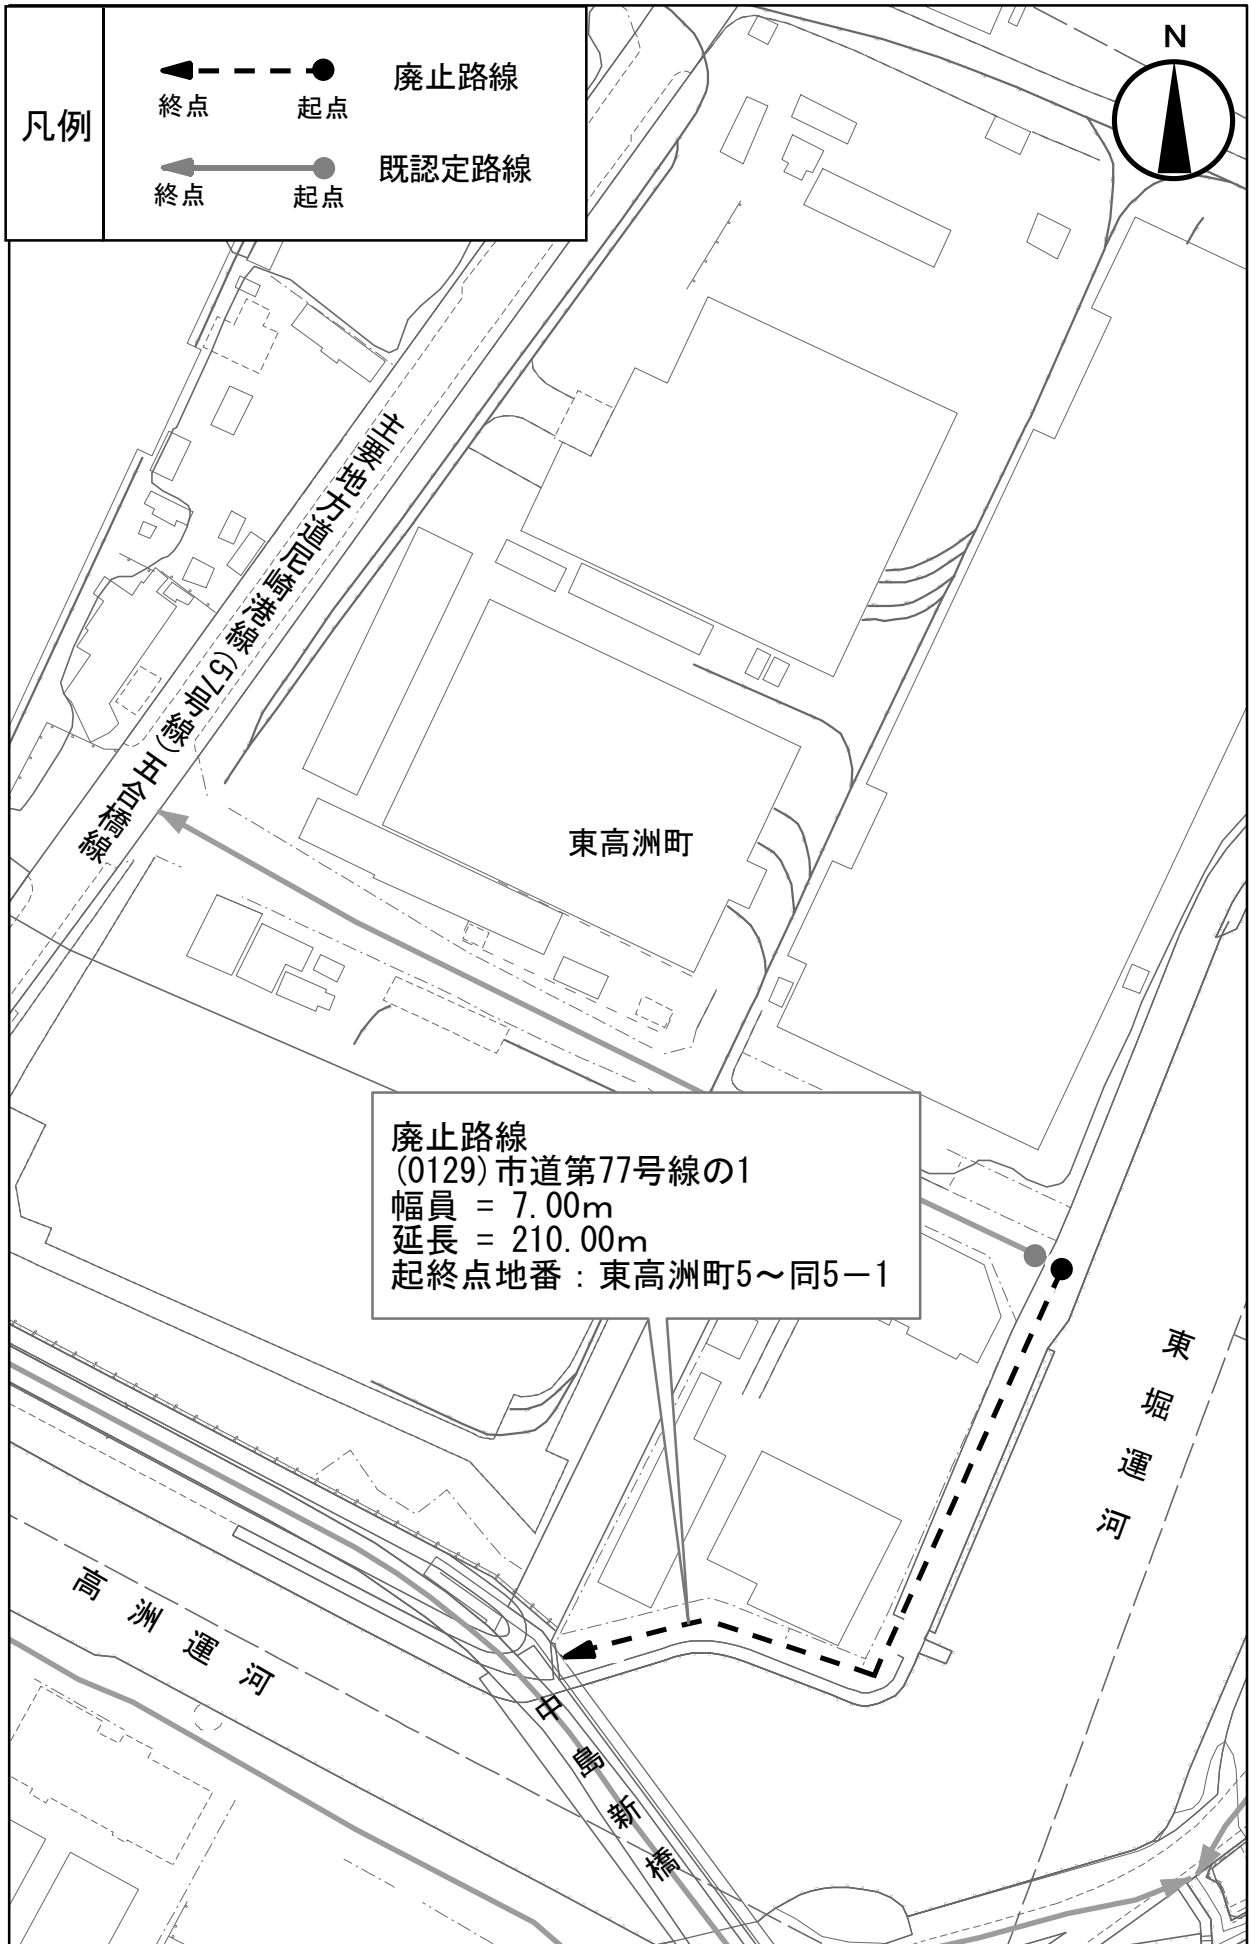 凡例
廃止路線
終点 起点
既認定路線
終点 起点
N
主要地方道尼崎港線(57号線)五合橋線
東高洲町
廃止路線
(0129)市道第77号線の1
幅員 = 7.00m
延長 = 210.00m
起終点地番：東高洲町5～同5－1
東堀運河
高洲運河
中島新橋